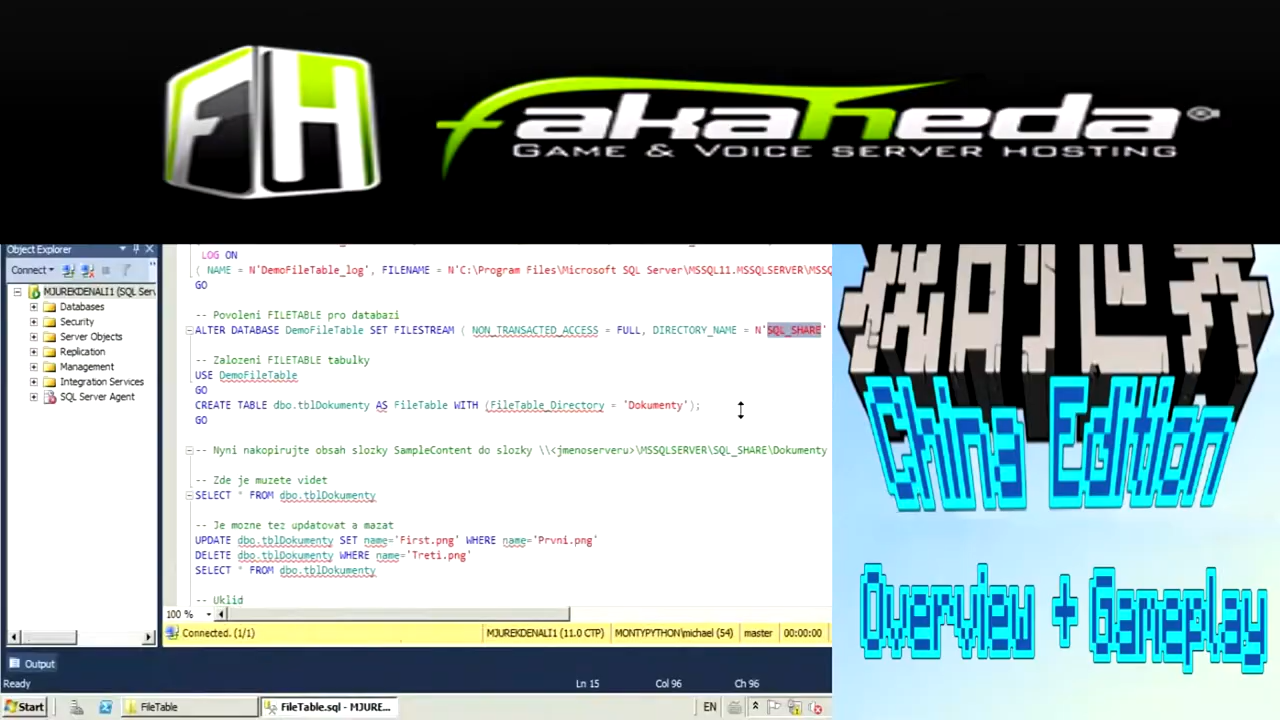 FH
fakaheda®
GAME & VOICE SERVER HOSTING
Object Explorer
Connect
MJUREKDENALI1 (SQL Serv
Databases
Security
Server Objects
Replication
Management
Integration Services
SQL Server Agent
LOG ON
( NAME = N'DemoFileTable_log', FILENAME = N'C:\Program Files\Microsoft SQL Server\MSSQL11.MSSQLSERVER\MSSQ
GO
-- Povoleni FILETABLE pro databazi
ALTER DATABASE DemoFileTable SET FILESTREAM ( NON_TRANSACTED_ACCESS = FULL, DIRECTORY_NAME = N'SQL_SHARE'
-- Zalozeni FILETABLE tabulky
USE DemoFileTable
GO
CREATE TABLE dbo.tblDokumenty AS FileTable WITH (FileTable_Directory = 'Dokumenty');
GO
-- Nyni nakopirujte obsah slozky SampleContent do slozky \\<jmenoserveru>\MSSQLSERVER\SQL_SHARE\Dokumenty
-- Zde je muzete videt
SELECT * FROM dbo.tblDokumenty
-- Je mozne tez updatovat a mazat
UPDATE dbo.tblDokumenty SET name='First.png' WHERE name='Prvni.png'
DELETE dbo.tblDokumenty WHERE name='Treti.png'
SELECT * FROM dbo.tblDokumenty
-- Uklid
100 %
Connected. (1/1)
MJUREKDENALI1 (11.0 CTP)
MONTYPYTHON\michael (54)
master
00:00:00
Output
Ready
Ln 15
Col 96
Ch 96
Start
FileTable
FileTable.sql - MJURE...
EN
我的世界
China Edition
Overview + Gameplay